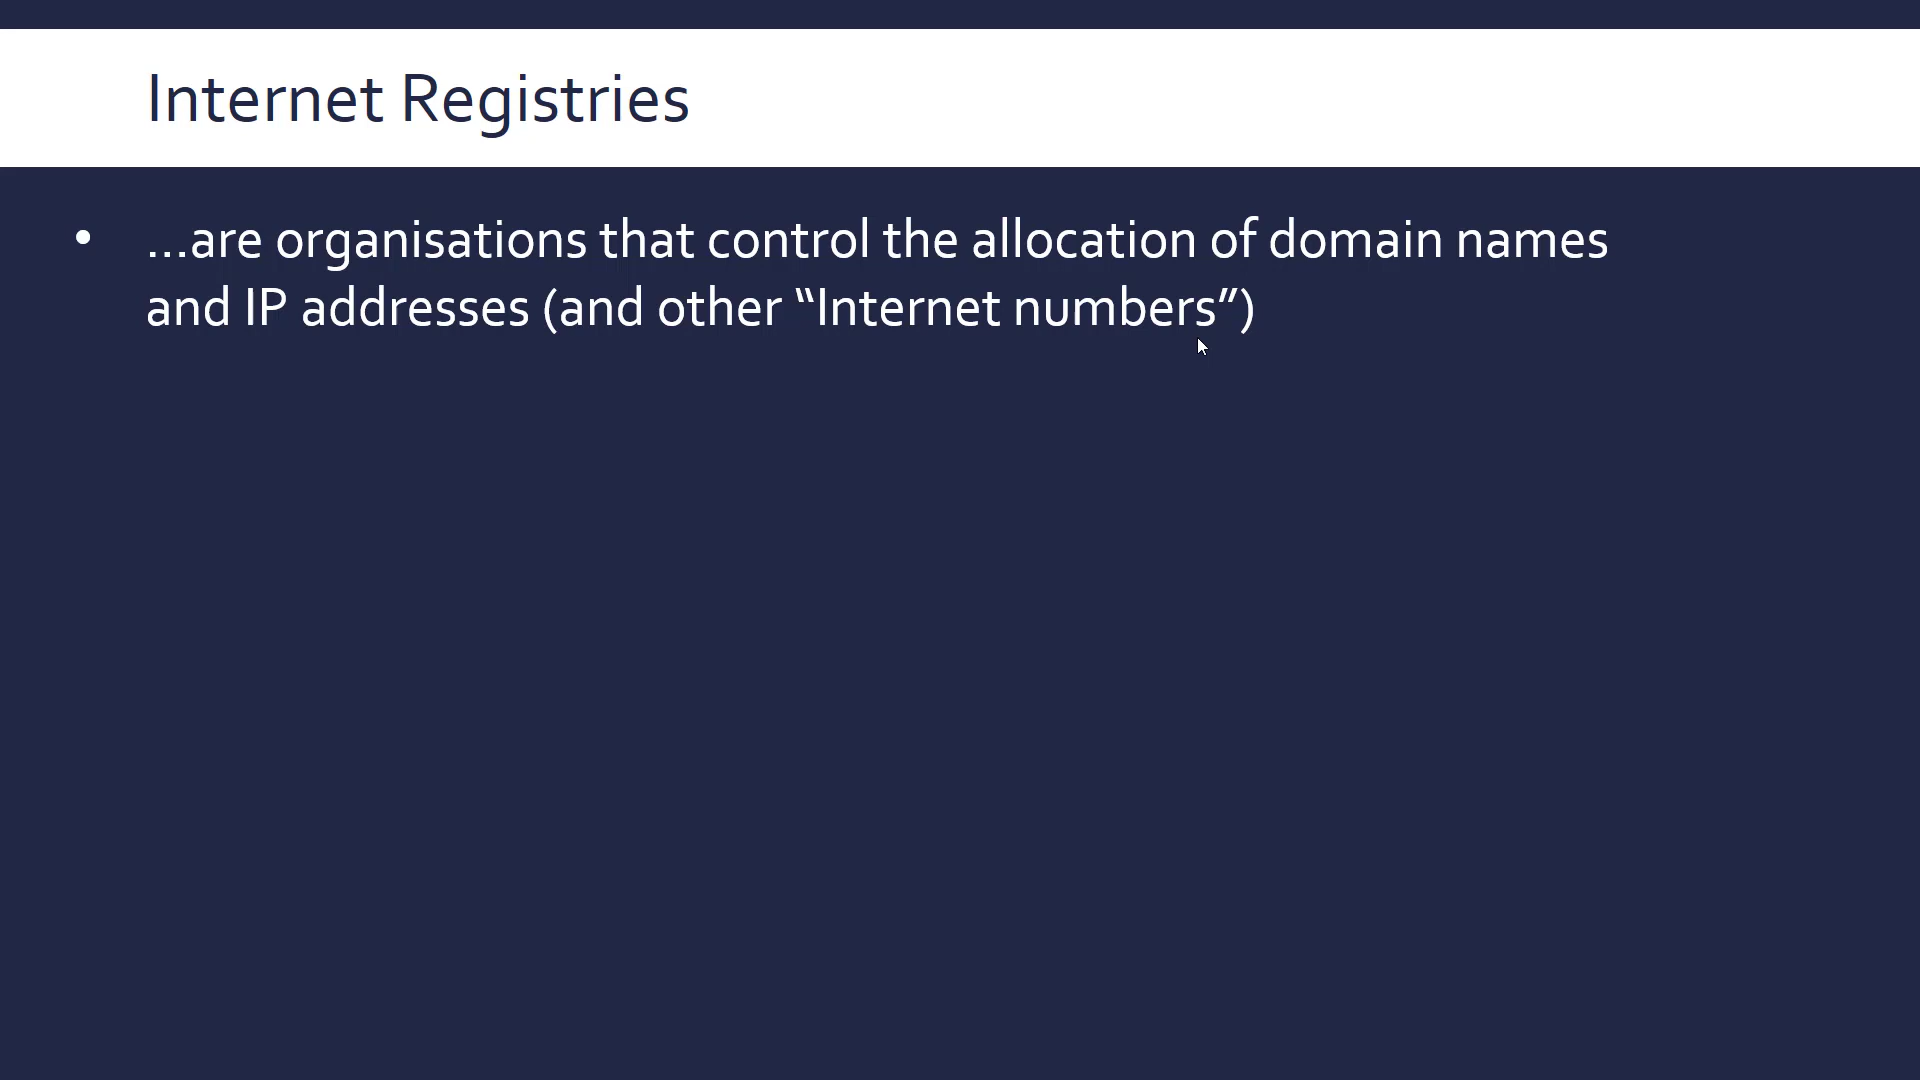 Internet Registries
• ...are organisations that control the allocation of domain names
and IP addresses (and other “Internet numbers”)